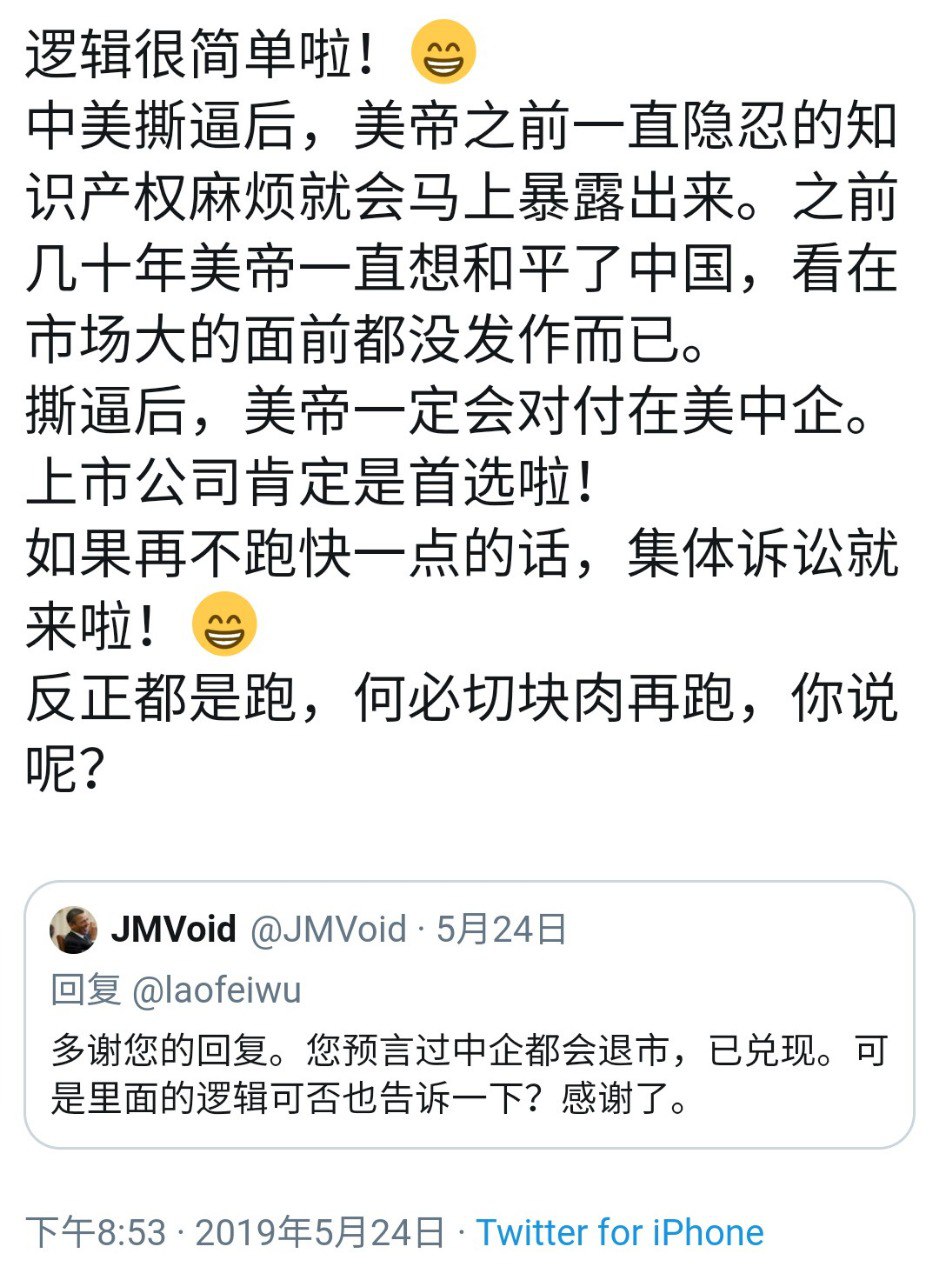 逻辑很简单啦！😁
中美撕逼后，美帝之前一直隐忍的知
识产权麻烦就会马上暴露出来。之前
几十年美帝一直想和平了中国，看在
市场大的面前都没发作而已。
撕逼后，美帝一定会对付在美中企。
上市公司肯定是首选啦！
如果再不跑快一点的话，集体诉讼就
来啦！😁
反正都是跑，何必切块肉再跑，你说
呢？
JMVoid @JMVoid · 5月24日
回复 @laofeiwu
多谢您的回复。您预言过中企都会退市，已兑现。可
是里面的逻辑可否也告诉一下？感谢了。
下午8:53 · 2019年5月24日 · Twitter for iPhone